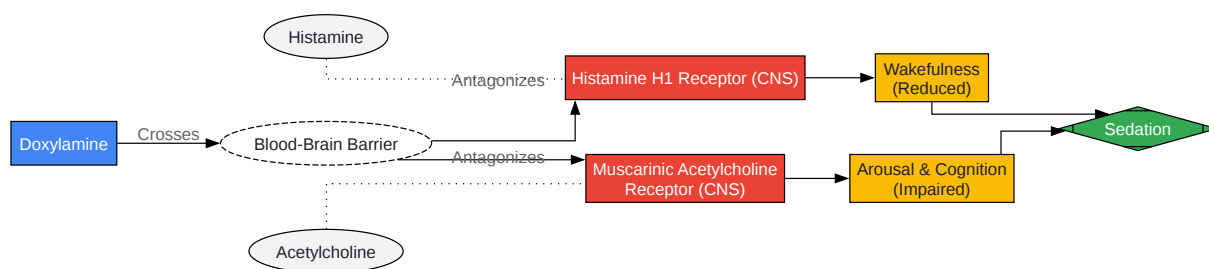 Histamine
Antagonizes
Histamine H1 Receptor (CNS)
Wakefulness
(Reduced)
Doxylamine
Crosses
Blood-Brain Barrier
Antagonizes
Muscarinic Acetylcholine
Receptor (CNS)
Arousal & Cognition
(Impaired)
Sedation
Acetylcholine